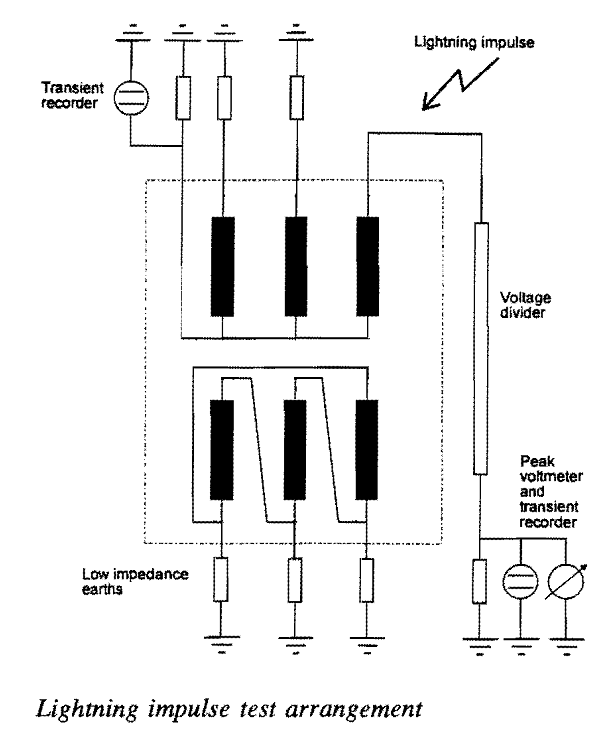 Lightning impulse
Transient
recorder
Voltage
divider
Peak
voltmeter
and
transient
recorder
Low impedance
earths
Lightning impulse test arrangement